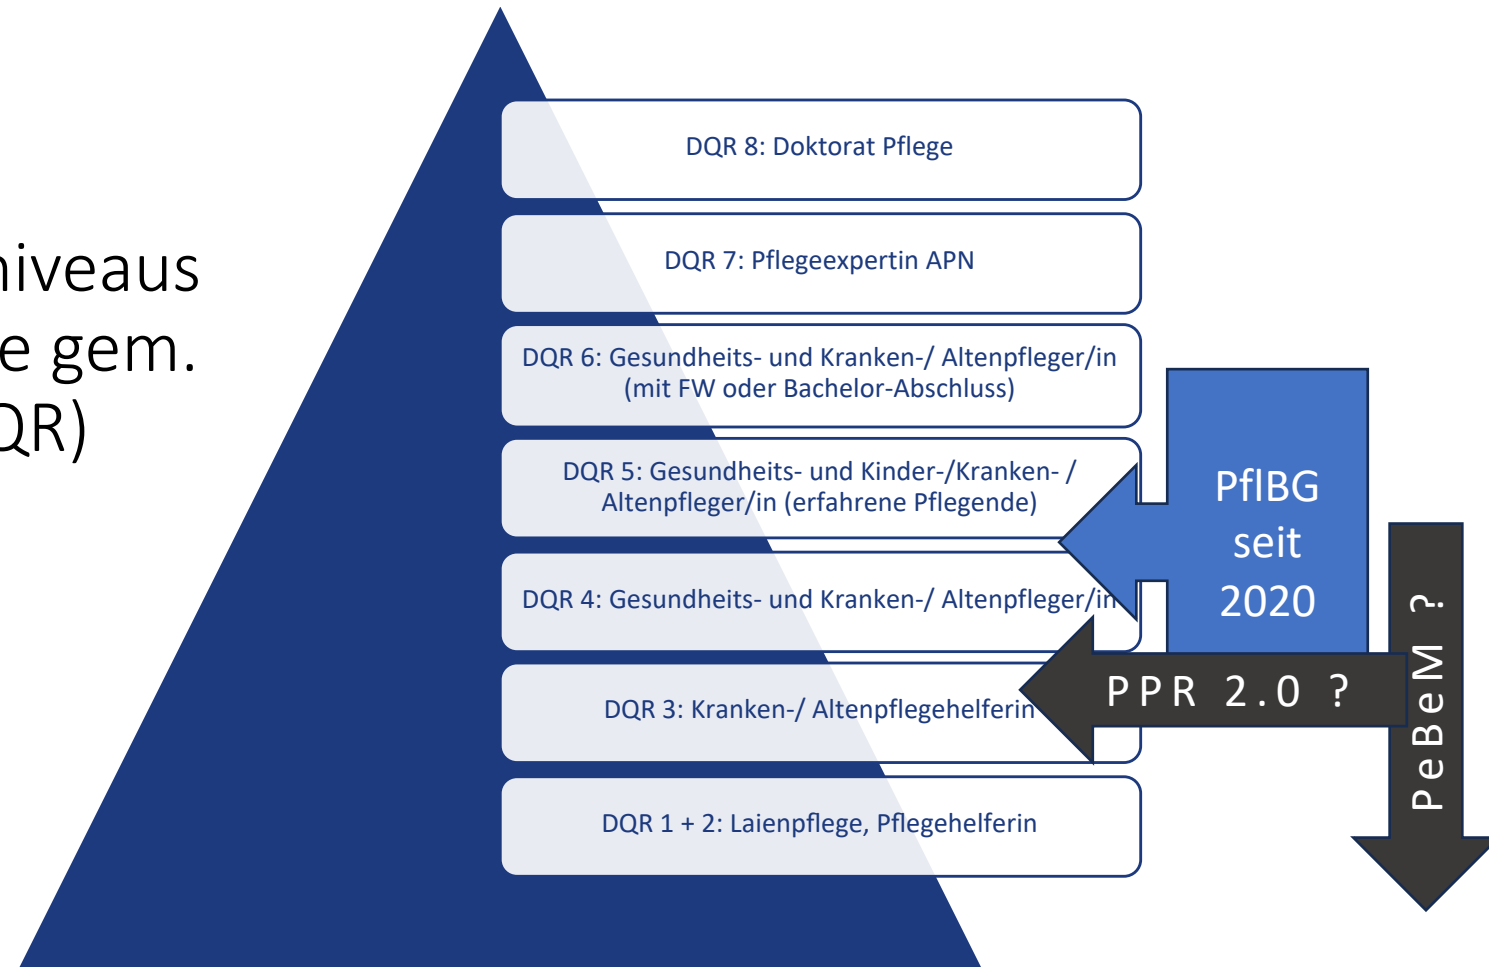 niveaus
e gem.
QR)
DQR 8: Doktorat Pflege
DQR 7: Pflegeexpertin APN
DQR 6: Gesundheits- und Kranken-/ Altenpfleger/in
(mit FW oder Bachelor-Abschluss)
DQR 5: Gesundheits- und Kinder-/Kranken- /
Altenpfleger/in (erfahrene Pflegende)
DQR 4: Gesundheits- und Kranken-/ Altenpfleger/in
DQR 3: Kranken-/ Altenpflegehelferin
DQR 1 + 2: Laienpflege, Pflegehelferin
PflBG
seit
2020
PPR 2.0 ?
PeBeM ?